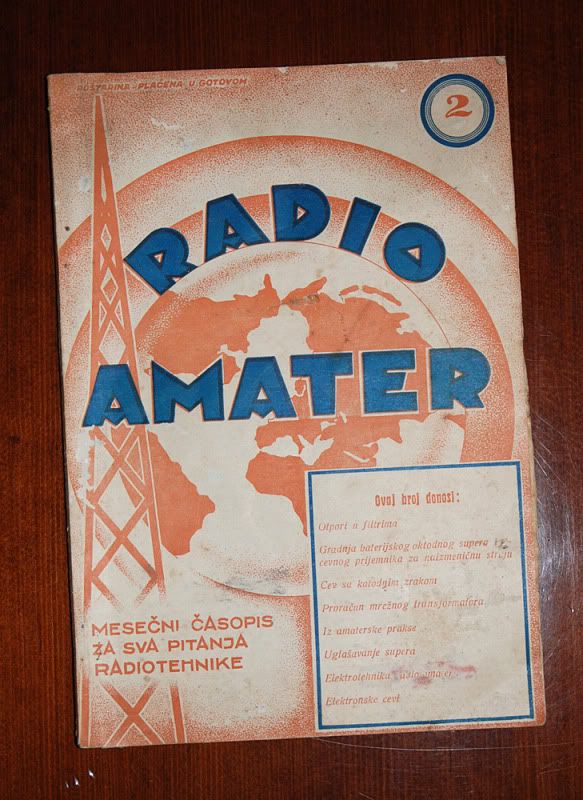 POŠTARINA PLAĆENA U GOTOVOM
2
RADIO
AMATER
Ovaj broj donosi:
Otpori u filtrima
Gradnja baterijskog oktodnog supera
cevnog prijemnika za naizmeničnu struju
Cev sa katodnim zrakom
Proračun mrežnog transformatora
Iz amaterske prakse
Uglašavanje supera
Elektrotehnika
Elektronske cevi
MESEČNI ČASOPIS
ZA SVA PITANJA
RADIOTEHNIKE